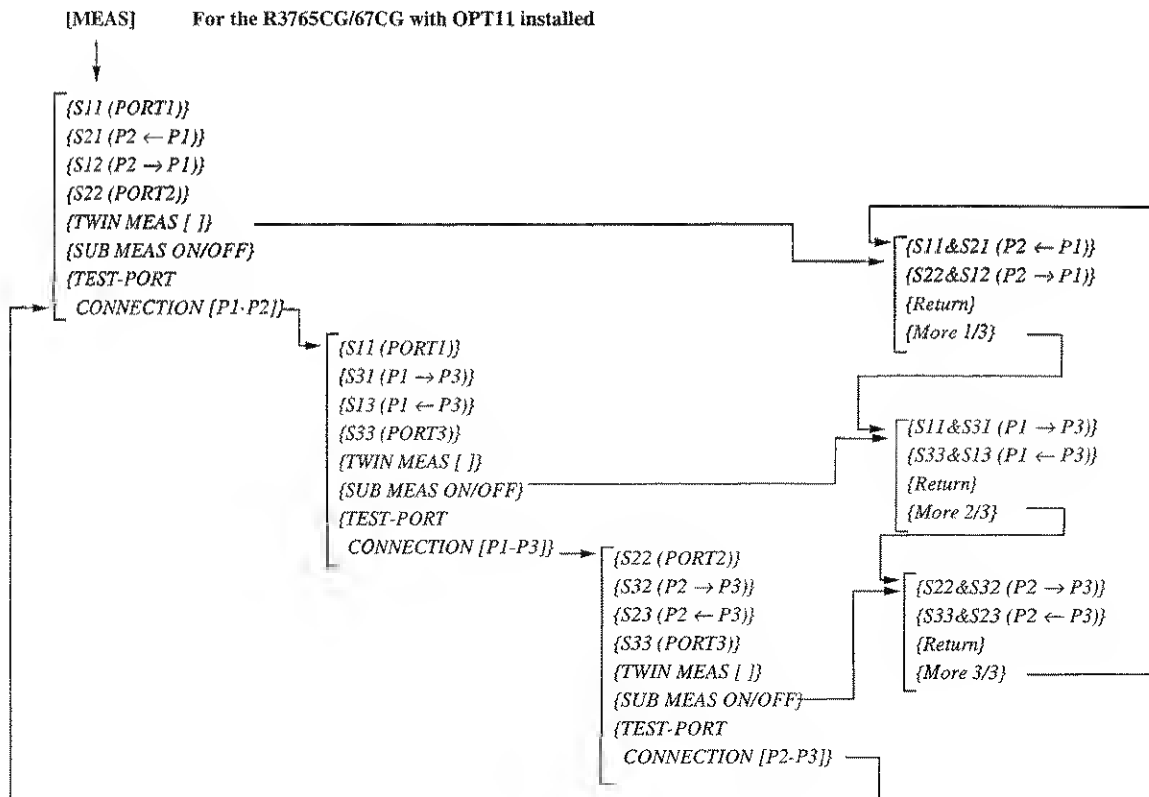 [MEAS] For the R3765CG/67CG with OPT11 installed
{S11 (PORT1)}
{S21 (P2 ← P1)}
{S12 (P2 → P1)}
{S22 (PORT2)}
{TWIN MEAS [ ]}
{SUB MEAS ON/OFF}
{TEST-PORT
CONNECTION [P1-P2]}
{S11 (PORT1)}
{S31 (P1 → P3)}
{S13 (P1 ← P3)}
{S33 (PORT3)}
{TWIN MEAS [ ]}
{SUB MEAS ON/OFF}
{TEST-PORT
CONNECTION [P1-P3]}
{S22 (PORT2)}
{S32 (P2 → P3)}
{S23 (P2 ← P3)}
{S33 (PORT3)}
{TWIN MEAS [ ]}
{SUB MEAS ON/OFF}
{TEST-PORT
CONNECTION [P2-P3]}
{S11&S21 (P2 ← P1)}
{S22&S12 (P2 → P1)}
{Return}
{More 1/3}
{S11&S31 (P1 → P3)}
{S33&S13 (P1 ← P3)}
{Return}
{More 2/3}
{S22&S32 (P2 → P3)}
{S33&S23 (P2 ← P3)}
{Return}
{More 3/3}